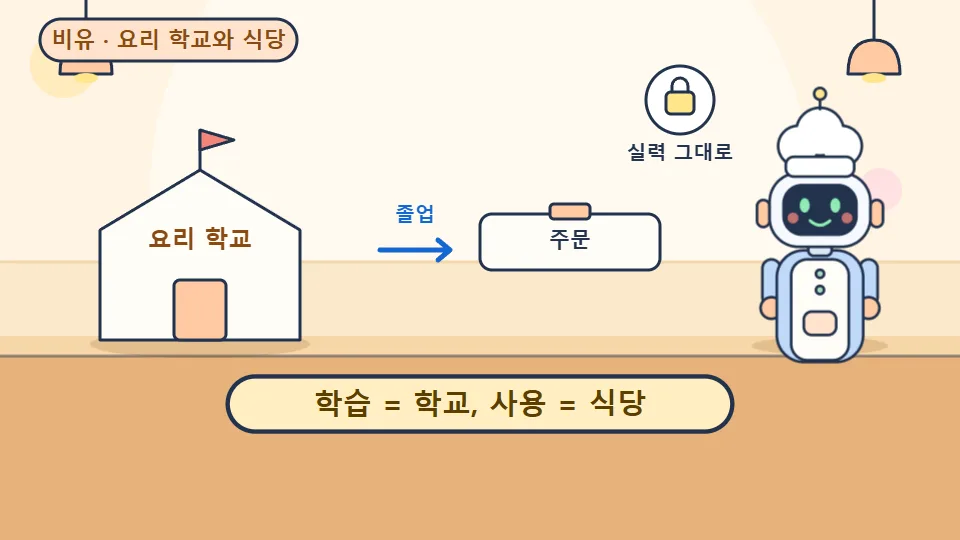 비유 · 요리 학교와 식당
실력 그대로
요리 학교
졸업
주문
학습 = 학교, 사용 = 식당